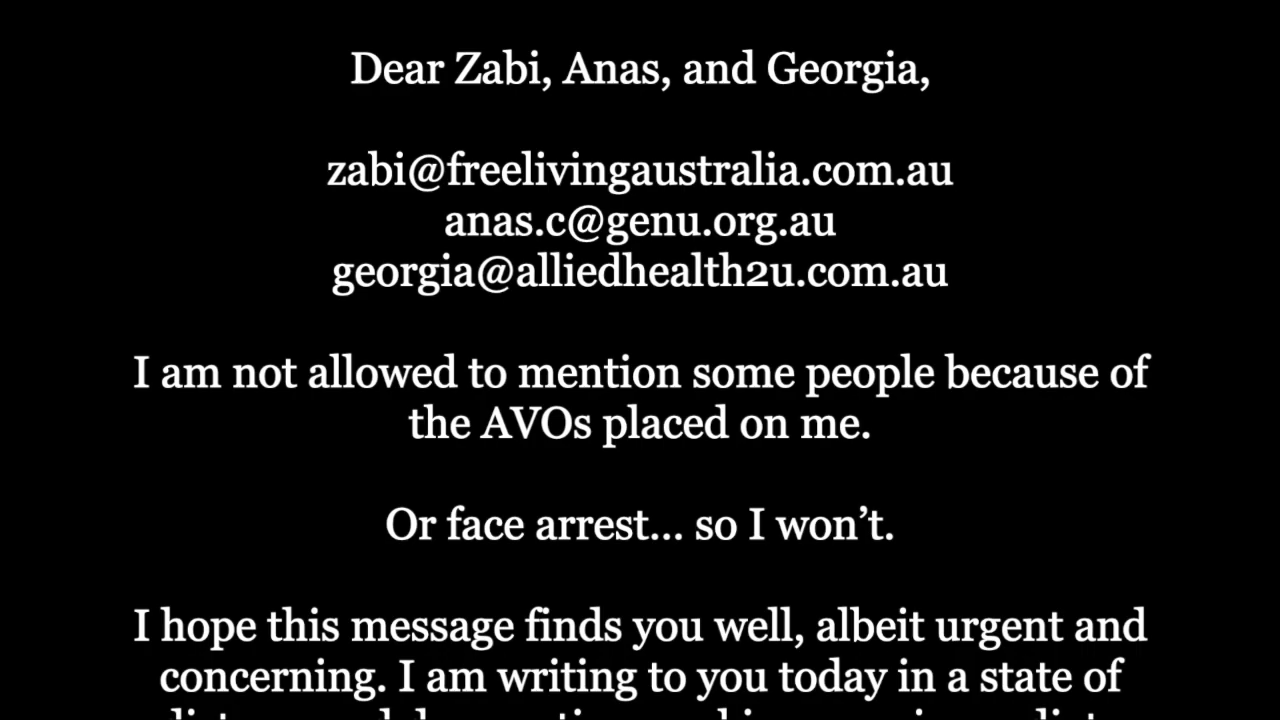 Dear Zabi, Anas, and Georgia,
zabi@freelivingaustralia.com.au
anas.c@genu.org.au
georgia@alliedhealth2u.com.au
I am not allowed to mention some people because of
the AVOs placed on me.
Or face arrest... so I won’t.
I hope this message finds you well, albeit urgent and
concerning. I am writing to you today in a state of